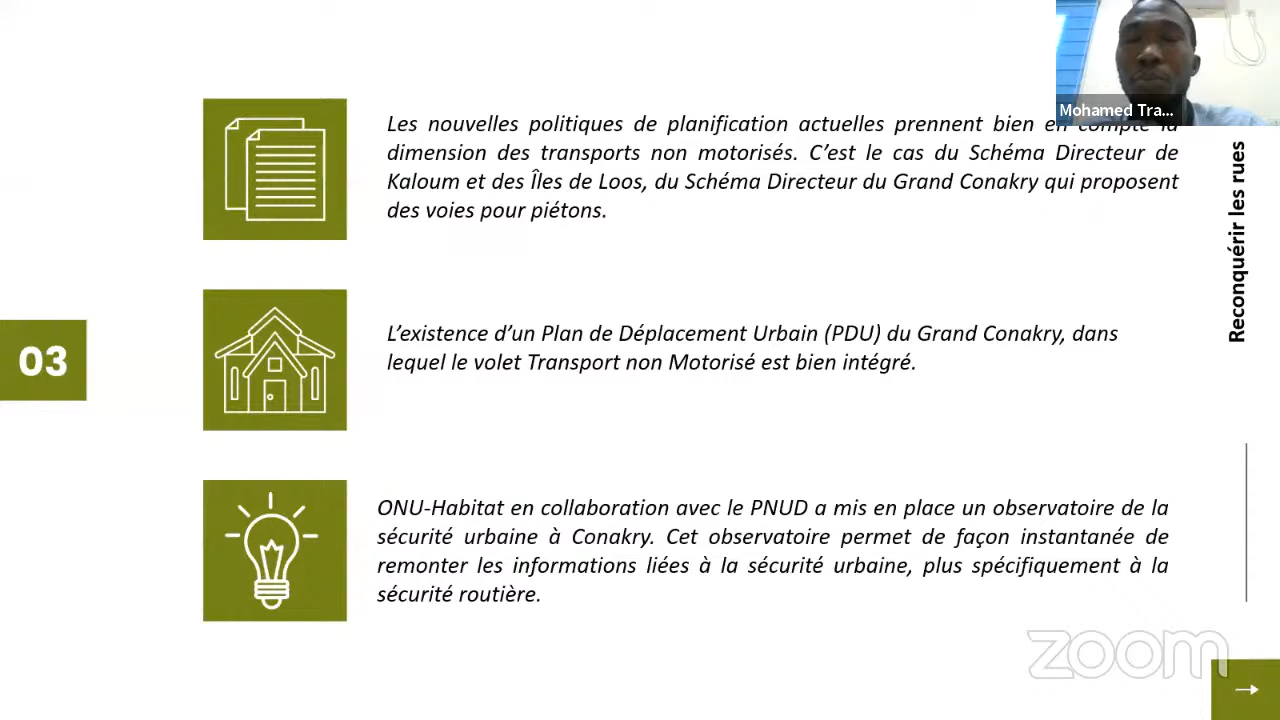 Mohamed Tra...
Les nouvelles politiques de planification actuelles prennent bien en compte la
dimension des transports non motorisés. C’est le cas du Schéma Directeur de
Kaloum et des Îles de Loos, du Schéma Directeur du Grand Conakry qui proposent
des voies pour piétons.
Reconquérir les rues
03
L’existence d’un Plan de Déplacement Urbain (PDU) du Grand Conakry, dans
lequel le volet Transport non Motorisé est bien intégré.
ONU-Habitat en collaboration avec le PNUD a mis en place un observatoire de la
sécurité urbaine à Conakry. Cet observatoire permet de façon instantanée de
remonter les informations liées à la sécurité urbaine, plus spécifiquement à la
sécurité routière.
zoom